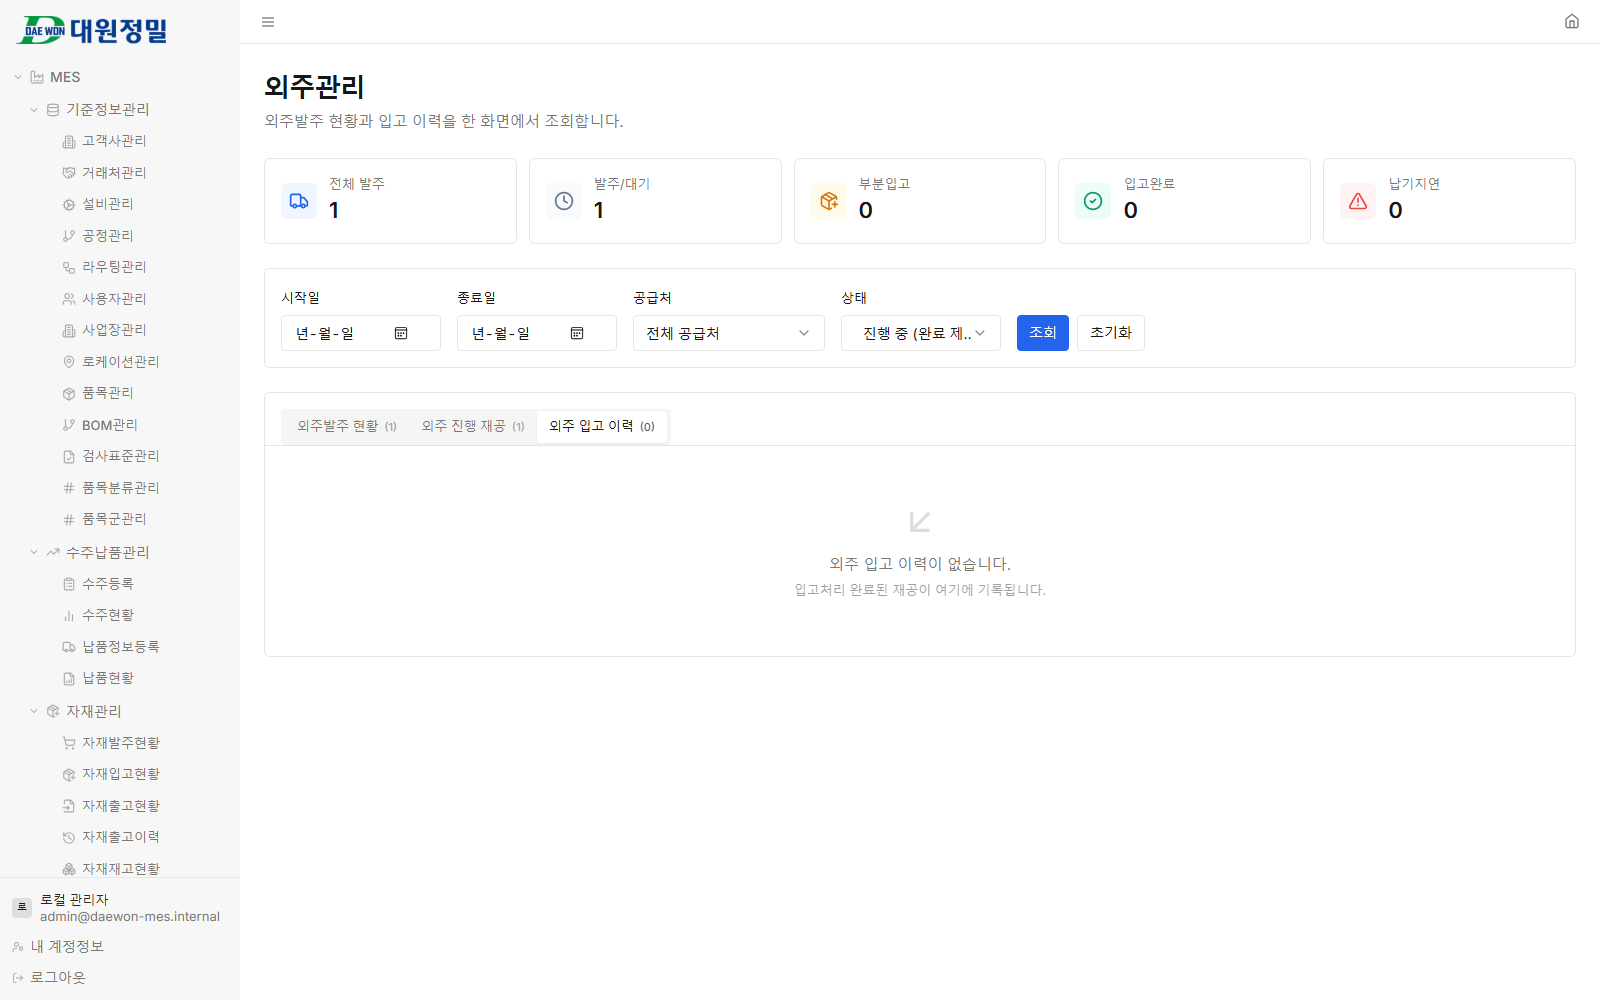 DAE WON 대원정밀
MES
기준정보관리
고객사관리
거래처관리
설비관리
공정관리
라우팅관리
사용자관리
사업장관리
로케이션관리
품목관리
BOM관리
검사표준관리
품목분류관리
품목군관리
수주납품관리
수주등록
수주현황
납품정보등록
납품현황
자재관리
자재발주현황
자재입고현황
자재출고현황
자재출고이력
자재재고현황
로
로컬 관리자
admin@daewon-mes.internal
내 계정정보
로그아웃
외주관리
외주발주 현황과 입고 이력을 한 화면에서 조회합니다.
전체 발주
1
발주/대기
1
부분입고
0
입고완료
0
납기지연
0
시작일
년-월-일
종료일
년-월-일
공급처
전체 공급처
상태
진행 중 (완료 제..
조회
초기화
외주발주 현황 (1)
외주 진행 재공 (1)
외주 입고 이력 (0)
외주 입고 이력이 없습니다.
입고처리 완료된 재공이 여기에 기록됩니다.